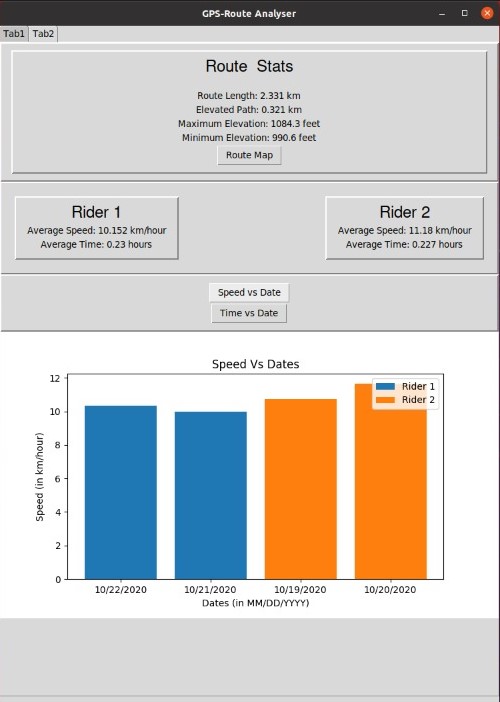 GPS-Route Analyser
Tab1 Tab2
Route Stats
Route Length: 2.331 km
Elevated Path: 0.321 km
Maximum Elevation: 1084.3 feet
Minimum Elevation: 990.6 feet
Route Map
Rider 1
Average Speed: 10.152 km/hour
Average Time: 0.23 hours
Rider 2
Average Speed: 11.18 km/hour
Average Time: 0.227 hours
Speed vs Date
Time vs Date
Speed Vs Dates
Rider 1
Rider 2
12
10
8
6
4
2
0
Speed (in km/hour)
10/22/2020 10/21/2020 10/19/2020 10/20/2020
Dates (in MM/DD/YYYY)